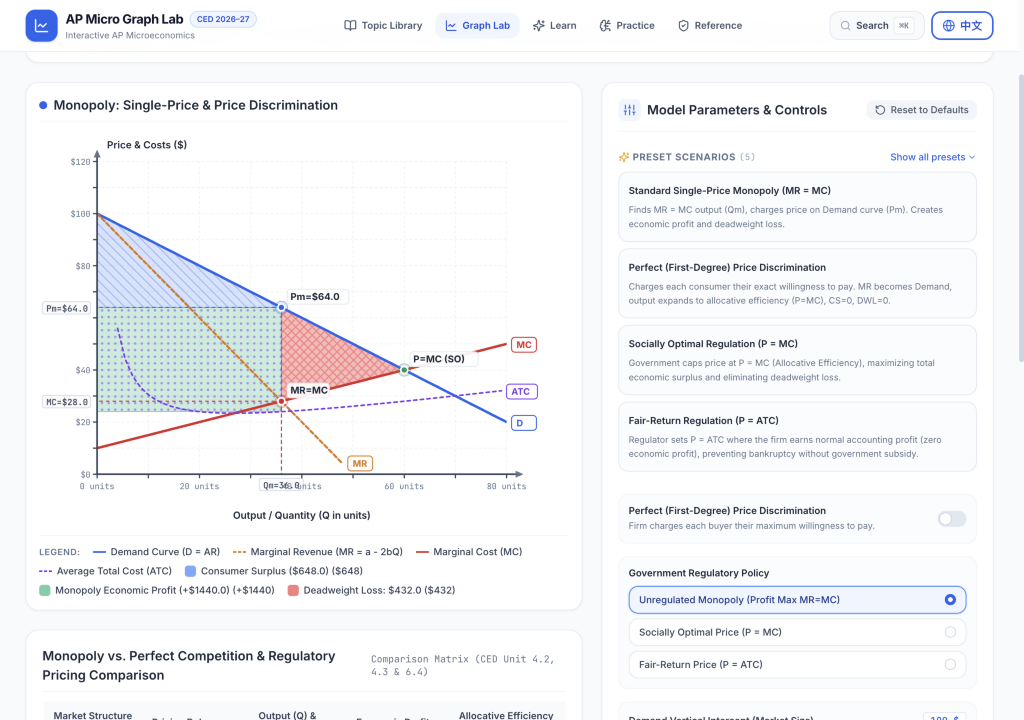 AP Micro Graph Lab
CED 2026–27
Interactive AP Microeconomics
Topic Library
Graph Lab
Learn
Practice
Reference
Search
⌘K
中文
Monopoly: Single-Price & Price Discrimination
Price & Costs ($)
$120
$100
$80
Pm=$64.0
Pm=$64.0
P=MC (SO)
MC
$40
MR=MC
ATC
MC=$28.0
$20
D
MR
$0
0 units
20 units
Qm=36.0
60 units
80 units
Output / Quantity (Q in units)
LEGEND:
Demand Curve (D = AR)
Marginal Revenue (MR = a - 2bQ)
Marginal Cost (MC)
Average Total Cost (ATC)
Consumer Surplus ($648.0) ($648)
Monopoly Economic Profit (+$1440.0) (+$1440)
Deadweight Loss: $432.0 ($432)
Monopoly vs. Perfect Competition & Regulatory
Pricing Comparison
Comparison Matrix (CED Unit 4.2,
4.3 & 6.4)
Market Structure
Output (Q) &
Allocative Efficiency
Model Parameters & Controls
Reset to Defaults
PRESET SCENARIOS (5)
Show all presets
Standard Single-Price Monopoly (MR = MC)
Finds MR = MC output (Qm), charges price on Demand curve (Pm). Creates
economic profit and deadweight loss.
Perfect (First-Degree) Price Discrimination
Charges each consumer their exact willingness to pay. MR becomes Demand,
output expands to allocative efficiency (P=MC), CS=0, DWL=0.
Socially Optimal Regulation (P = MC)
Government caps price at P = MC (Allocative Efficiency), maximizing total
economic surplus and eliminating deadweight loss.
Fair-Return Regulation (P = ATC)
Regulator sets P = ATC where the firm earns normal accounting profit (zero
economic profit), preventing bankruptcy without government subsidy.
Perfect (First-Degree) Price Discrimination
Firm charges each buyer their maximum willingness to pay.
Government Regulatory Policy
Unregulated Monopoly (Profit Max MR=MC)
Socially Optimal Price (P = MC)
Fair-Return Price (P = ATC)
Demand Vertical Intercept (Market Size)
100 $